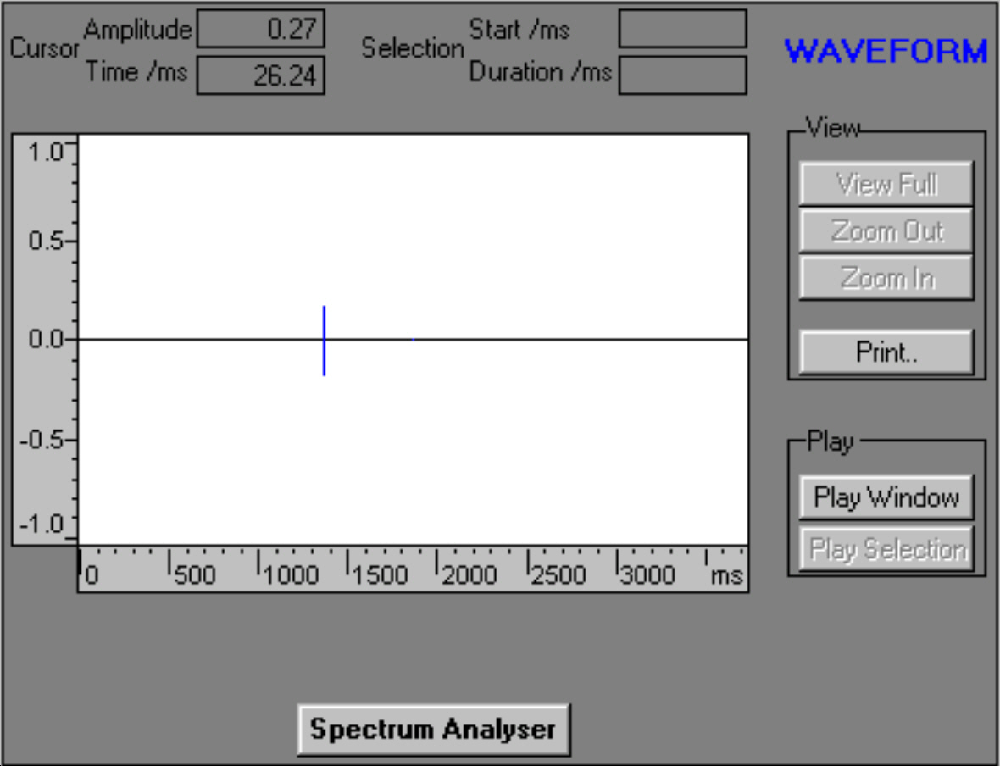 Cursor Amplitude 0.27 Selection Start /ms
Time /ms 26.24 Duration /ms
WAVEFORM
View
View Full
Zoom Out
Zoom In
Print..
Play
Play Window
Play Selection
1.0
0.5
0.0
-0.5
-1.0
0 500 1000 1500 2000 2500 3000 ms
Spectrum Analyser